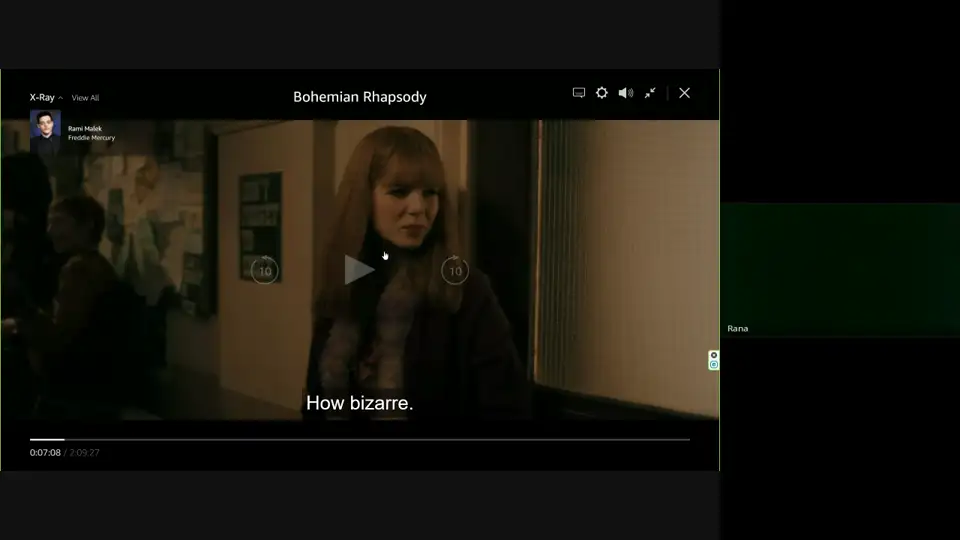 X-Ray View All
Bohemian Rhapsody
Rami Malek
Freddie Mercury
10
10
How bizarre.
0:07:08 / 2:09:27
Rana